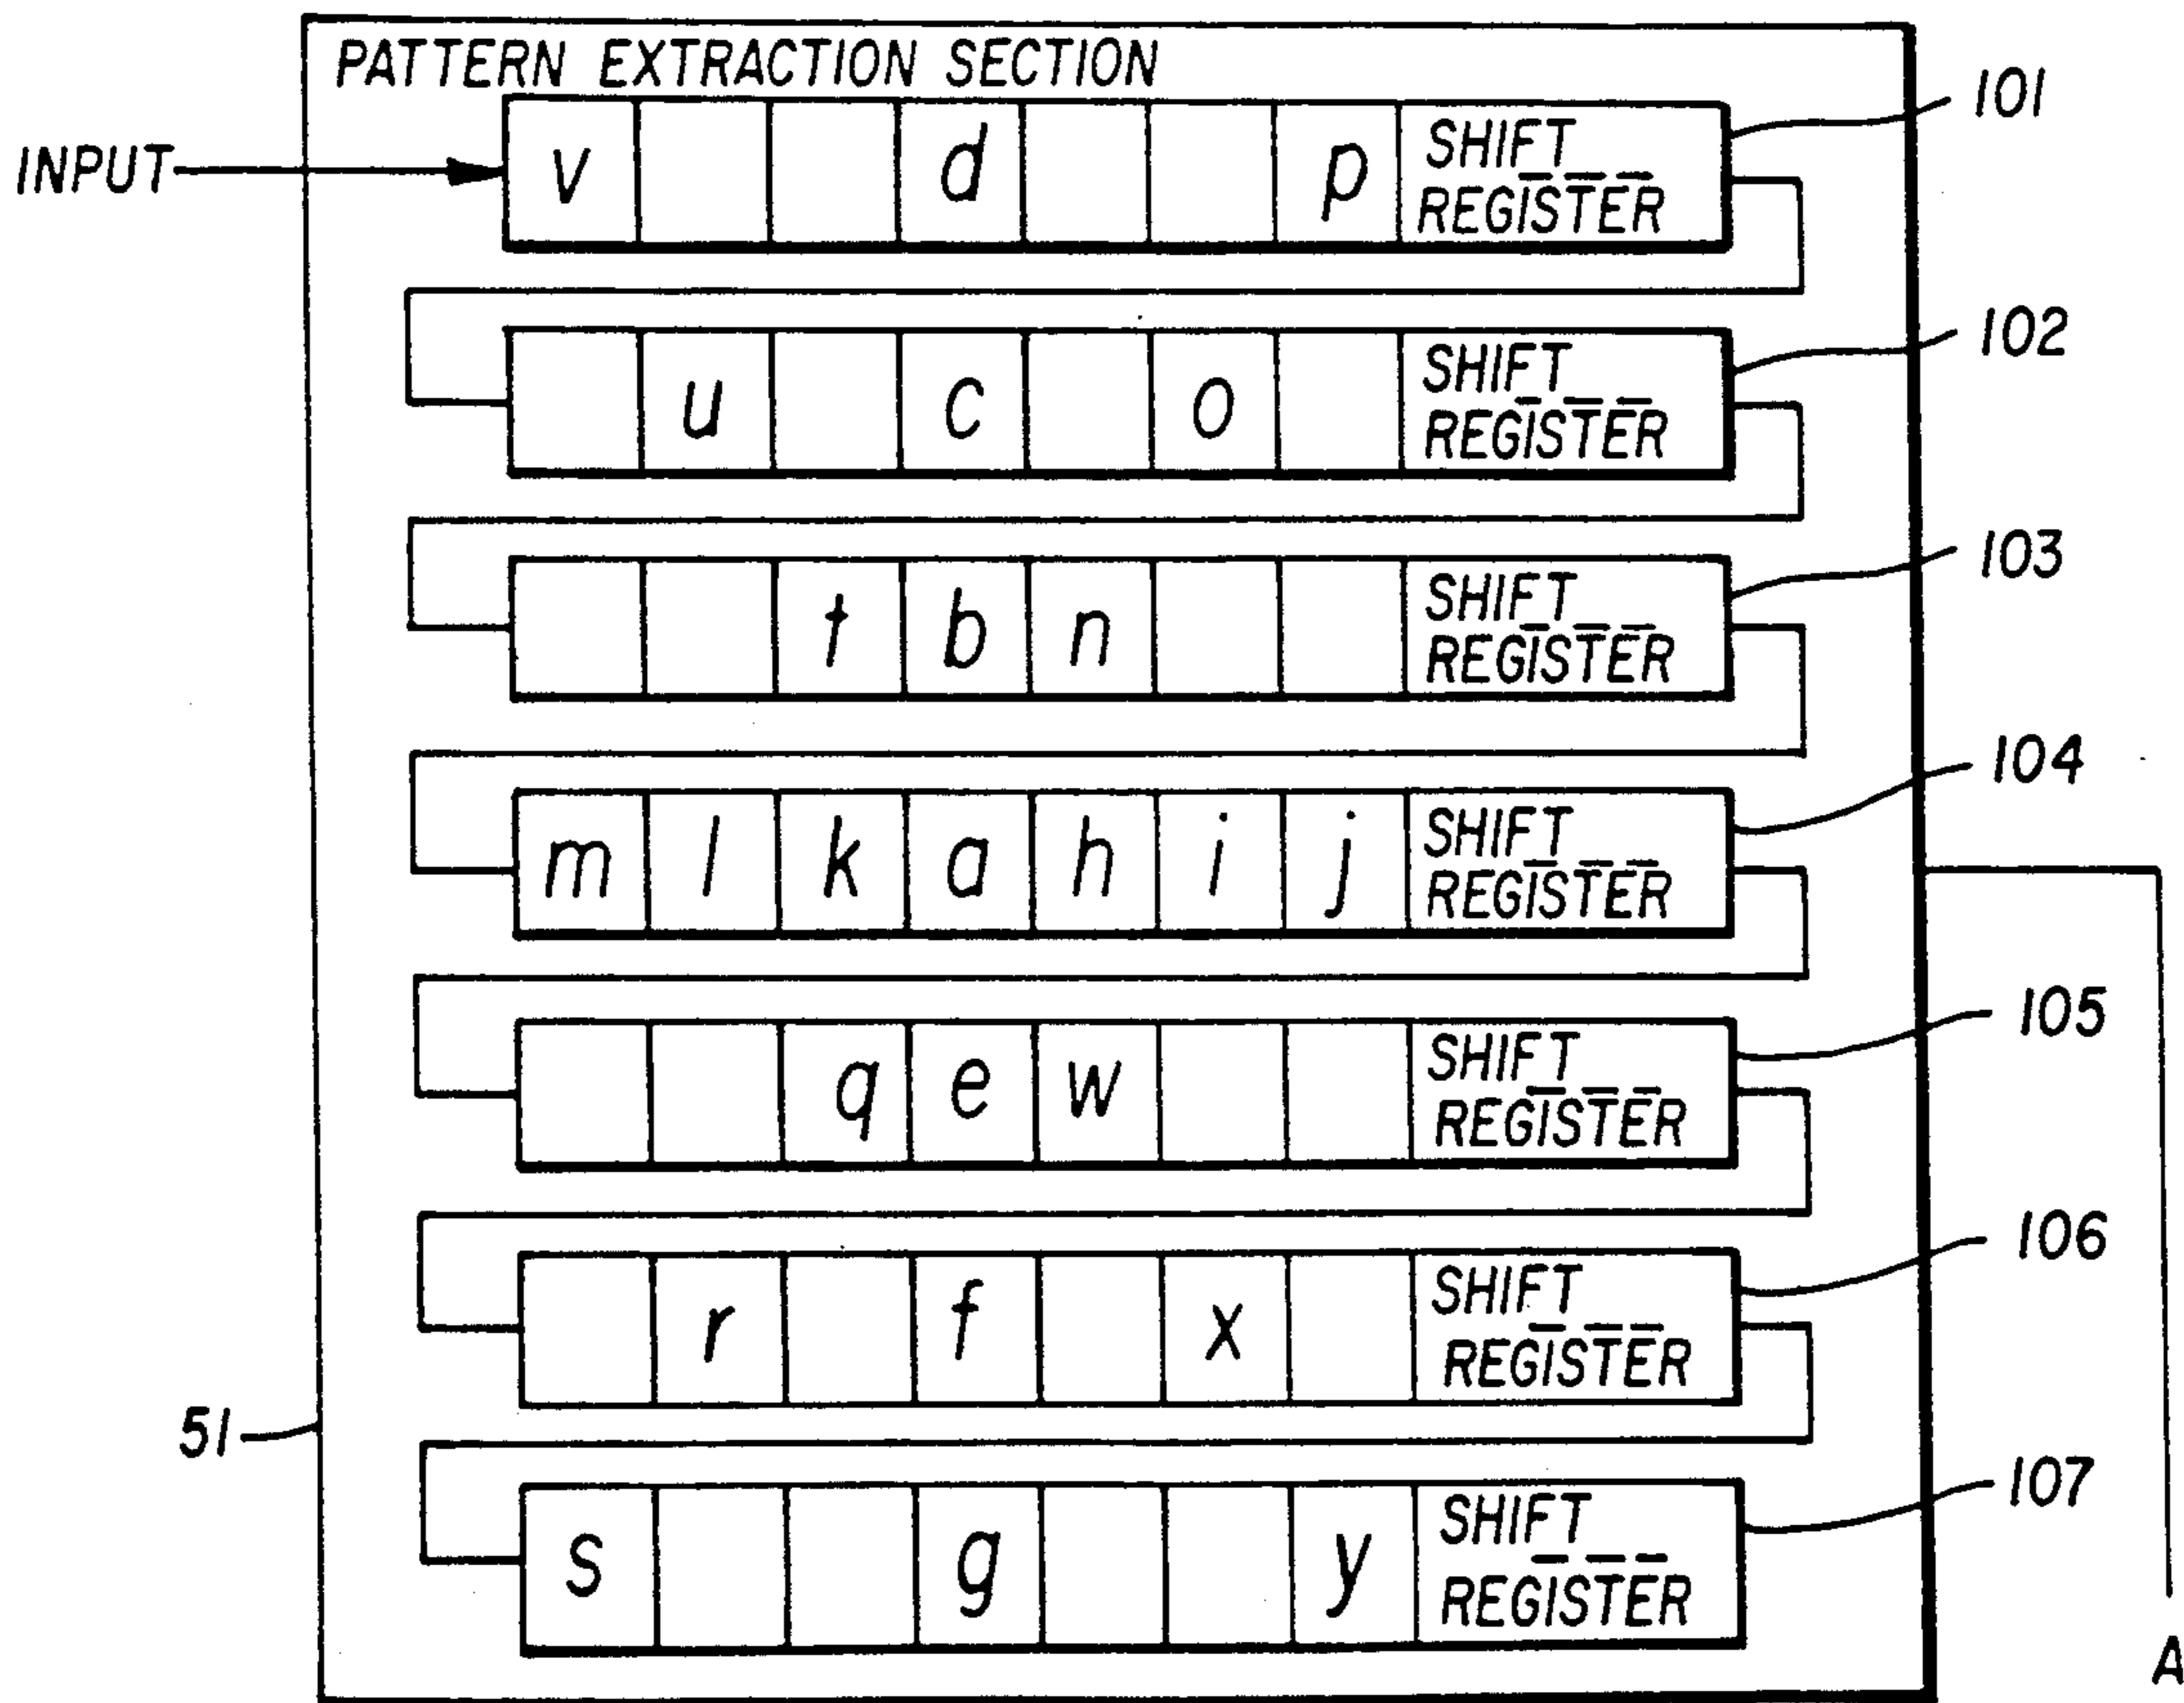 PATTERN EXTRACTION SECTION
INPUT
v d p SHIFT REGISTER 101
u c o SHIFT REGISTER 102
t b n SHIFT REGISTER 103
m l k a h i j SHIFT REGISTER 104
q e w SHIFT REGISTER 105
r f x SHIFT REGISTER 106
51
s g y SHIFT REGISTER 107
A